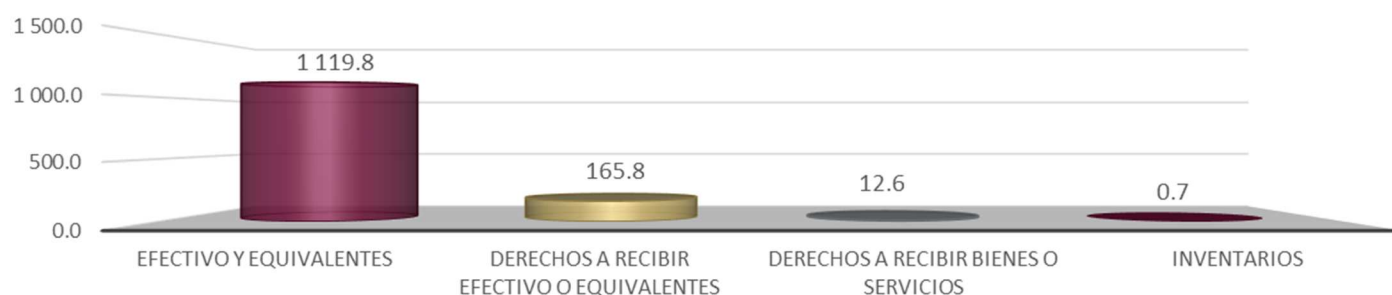 1 500.0
1 000.0
500.0
0.0
1 119.8
165.8
12.6
0.7
EFECTIVO Y EQUIVALENTES
DERECHOS A RECIBIR
EFECTIVO O EQUIVALENTES
DERECHOS A RECIBIR BIENES O
SERVICIOS
INVENTARIOS